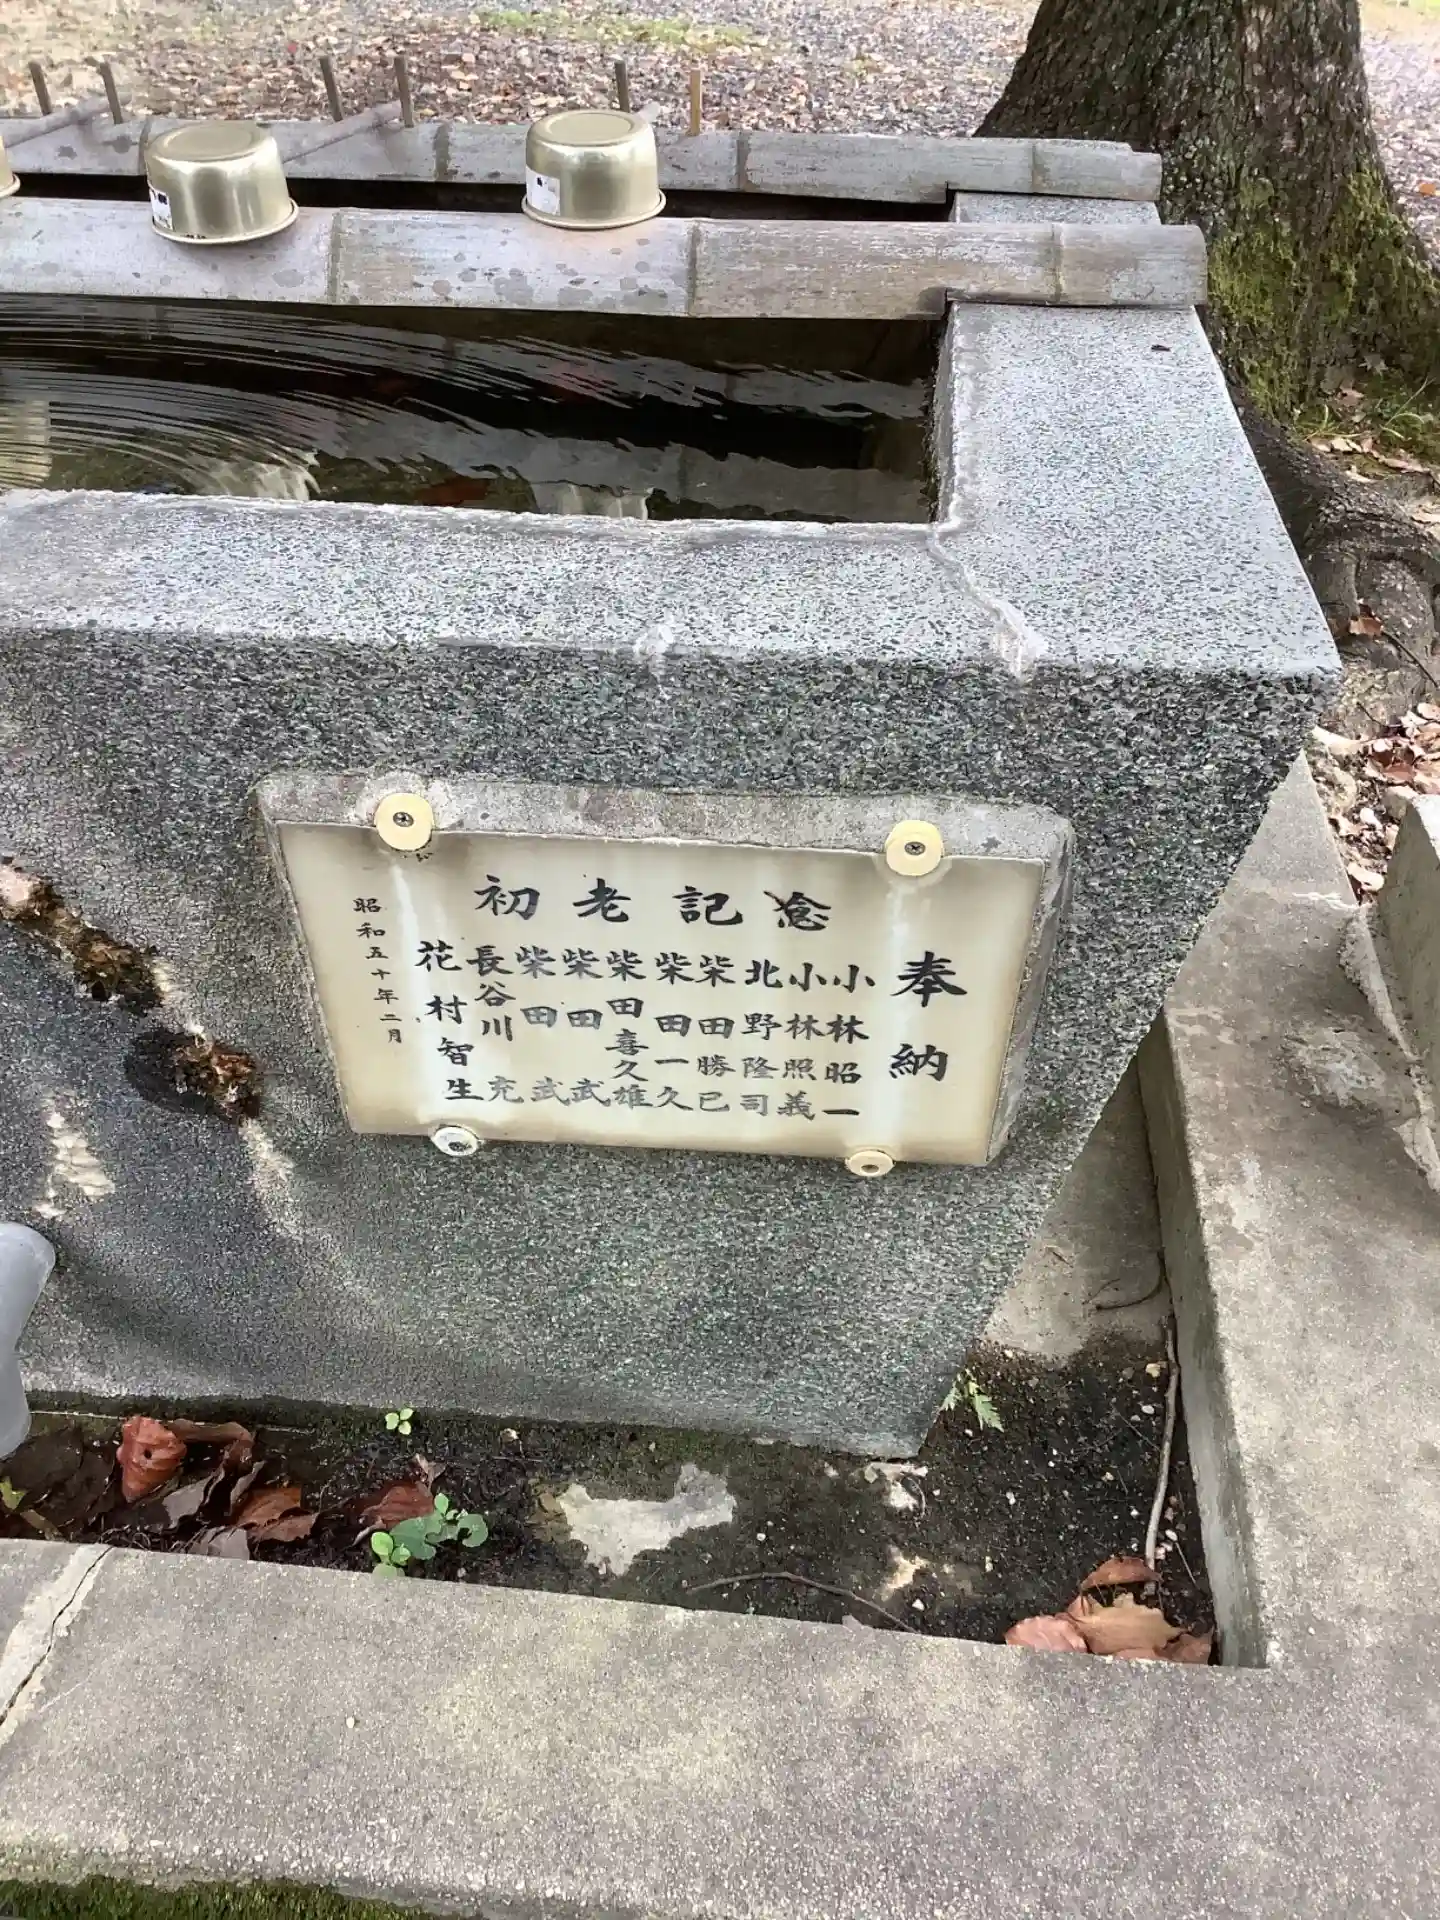 初老記念
奉納
小林昭一
小林照義
北野隆司
柴田勝已
柴田一久
柴田喜久雄
柴田武
柴田武
長谷川充
花村智生
昭和五十年二月